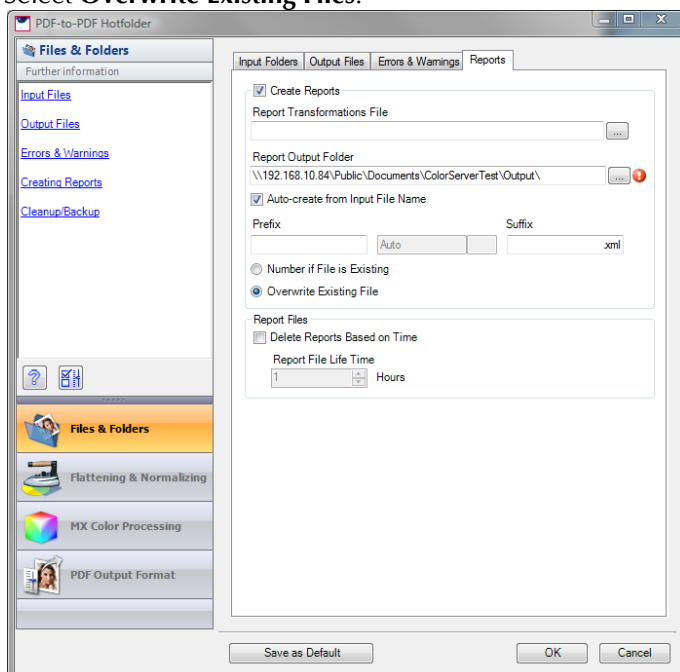 Select Overwrite Existing Files.
PDF-to-PDF Hotfolder
Files & Folders
Further information
Input Files
Output Files
Errors & Warnings
Creating Reports
Cleanup/Backup
Files & Folders
Flattening & Normalizing
MX Color Processing
PDF Output Format
Input Folders Output Files Errors & Warnings Reports
Create Reports
Report Transformations File
...
Report Output Folder
\\192.168.10.84\Public\Documents\ColorServerTest\Output\ ...
Auto-create from Input File Name
Prefix Suffix
Auto .xml
Number if File is Existing
Overwrite Existing File
Report Files
Delete Reports Based on Time
Report File Life Time
1 Hours
Save as Default OK Cancel